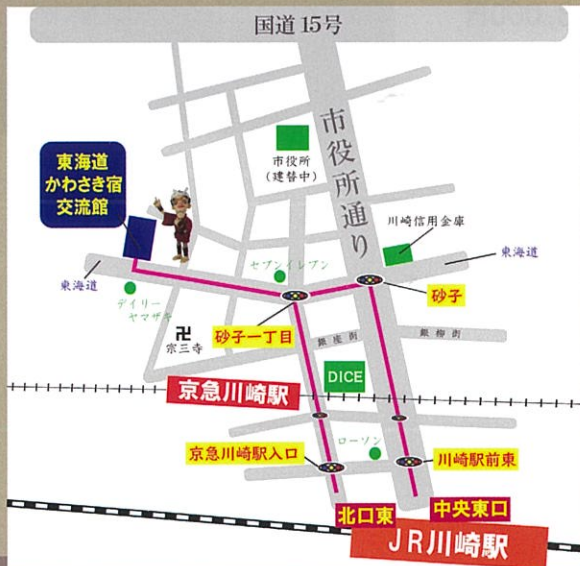 国道15号
市役所通り
市役所
(建替中)
東海道
かわさき宿
交流館
川崎信用金庫
東海道
セブンイレブン
東海道
デイリー
ヤマザキ
砂子
砂子一丁目
宗三寺
銀座街
銀柳街
DICE
京急川崎駅
ローソン
京急川崎駅入口
川崎駅前東
北口東
中央東口
JR川崎駅